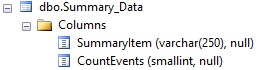 dbo.Summary_Data
Columns
SummaryItem (varchar(250), null)
CountEvents (smallint, null)